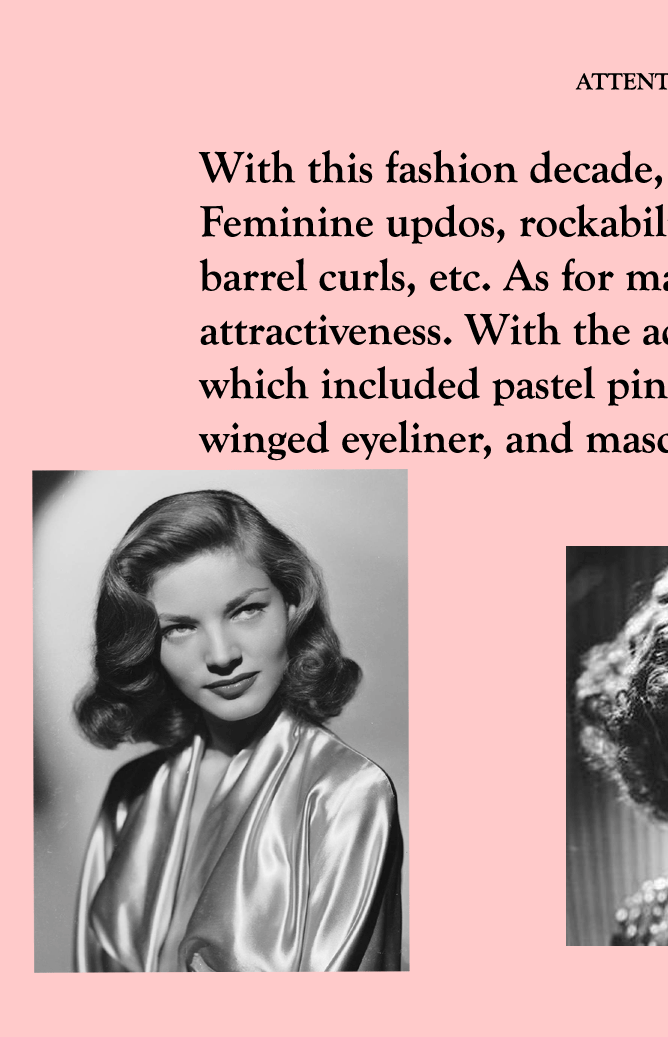 ATTENT
With this fashion decade,
Feminine updos, rockabil
barrel curls, etc. As for ma
attractiveness. With the ad
which included pastel pin
winged eyeliner, and masc